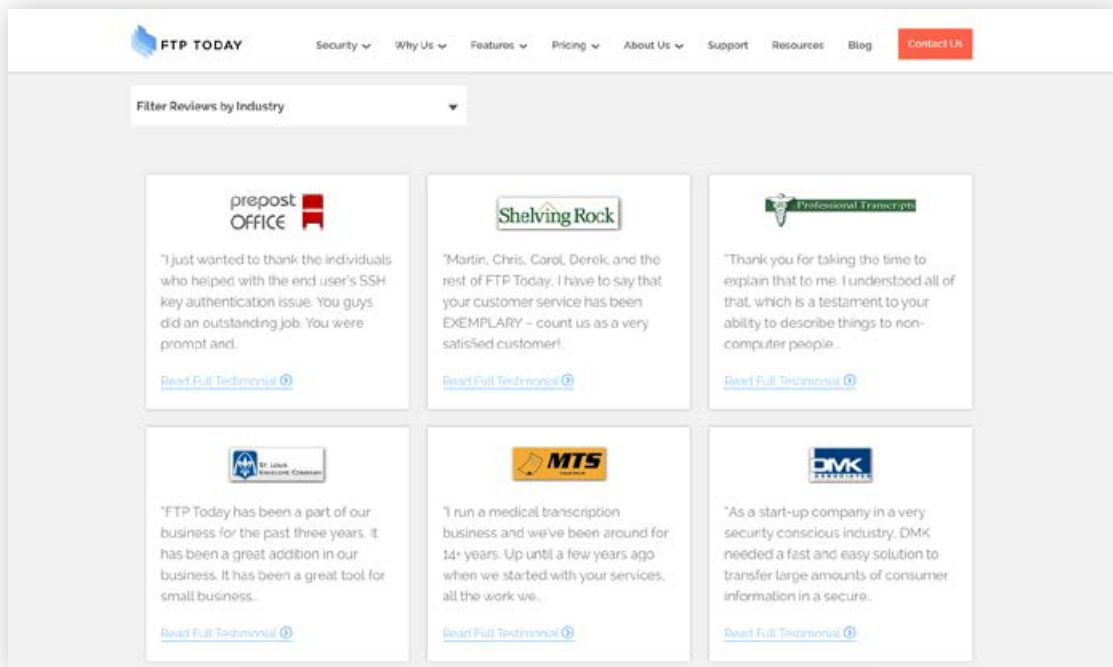 FTP TODAY
Security Why Us Features Pricing About Us Support Resources Blog Contact Us
Filter Reviews by Industry
prepost
OFFICE
"I just wanted to thank the individuals
who helped with the end user's SSH
key authentication issue. You guys
did an outstanding job. You were
prompt and..
Read Full Testimonial
Shelving Rock
"Martin, Chris, Carol, Derek, and the
rest of FTP Today, I have to say that
your customer service has been
EXEMPLARY – count us as a very
satisfied customer!..
Read Full Testimonial
Professional Transcripts
"Thank you for taking the time to
explain that to me. I understood all of
that, which is a testament to your
ability to describe things to non-
computer people...
Read Full Testimonial
ST. LOUIS
ENVELOPE COMPANY
"FTP Today has been a part of our
business for the past three years. It
has been a great addition in our
business. It has been a great tool for
small business...
Read Full Testimonial
MTS
"I run a medical transcription
business and we've been around for
14+ years. Up until a few years ago
when we started with your services,
all the work we...
Read Full Testimonial
DMK
ASSOCIATES
"As a start-up company in a very
security conscious industry, DMK
needed a fast and easy solution to
transfer large amounts of consumer
information in a secure...
Read Full Testimonial